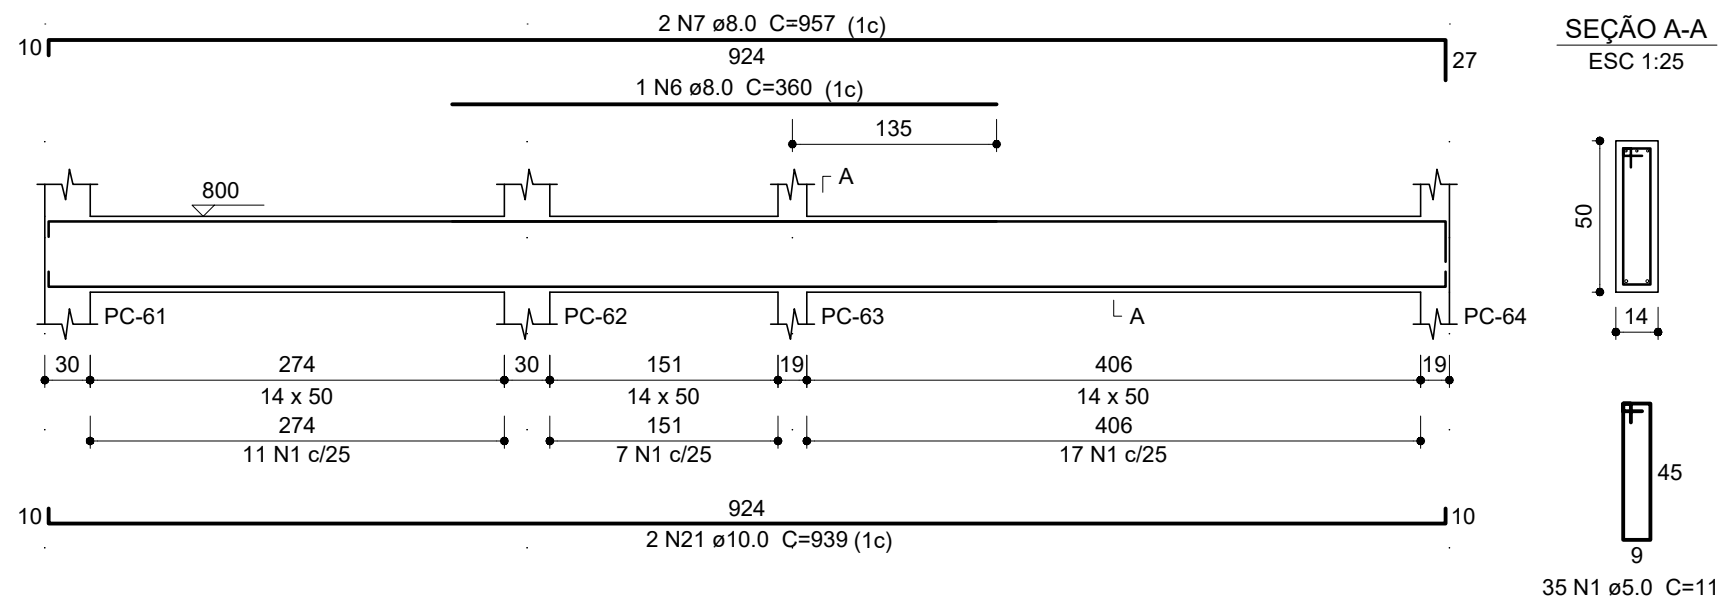 2 N7 ø8.0 C=957 (1c)
10
924
27
1 N6 ø8.0 C=360 (1c)
135
A
800
PC-61
PC-62
PC-63
A
PC-64
30
274
30
151
19
406
19
14 x 50
14 x 50
14 x 50
274
151
406
11 N1 c/25
7 N1 c/25
17 N1 c/25
10
924
10
2 N21 ø10.0 C=939 (1c)
SEÇÃO A-A
ESC 1:25
50
14
45
9
35 N1 ø5.0 C=11